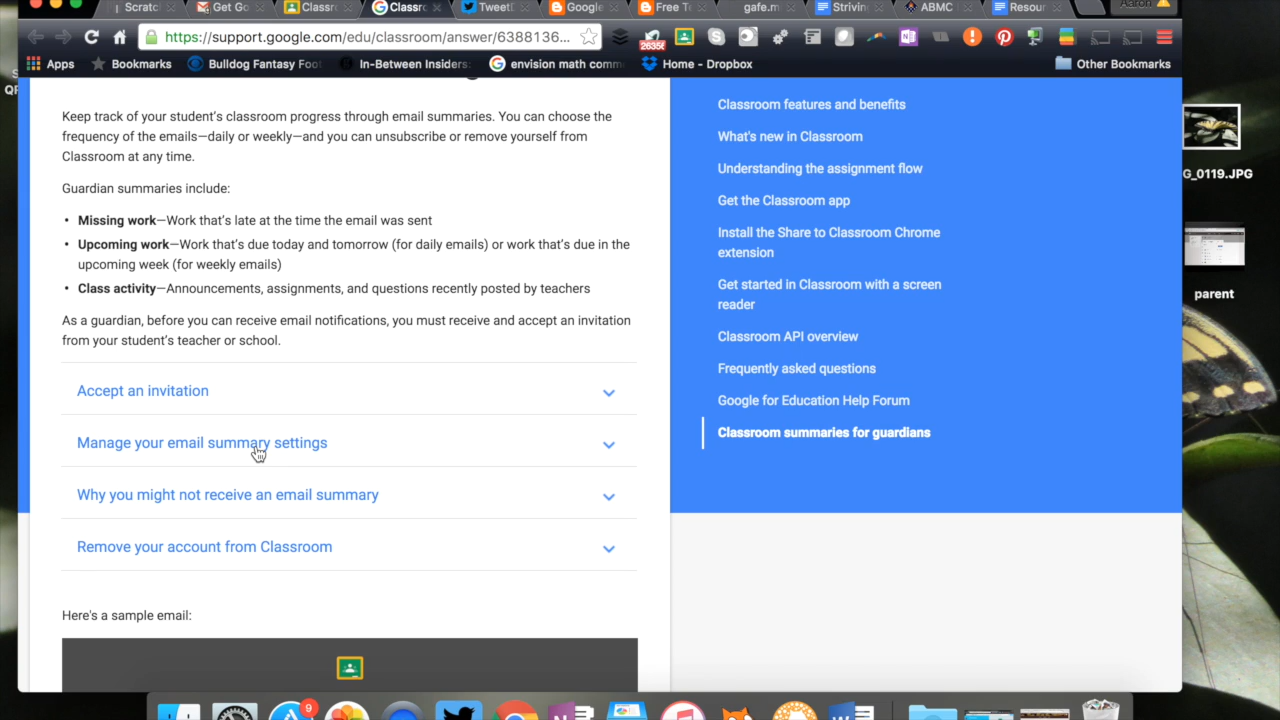 Scratch
Get Go
Classro
Classro
TweetD
Google
Free Te
gafe.m
Striving
ABMC
Resour
Aaron
https://support.google.com/edu/classroom/answer/6388136...
2635
Apps
Bookmarks
Bulldog Fantasy Foot
In-Between Insiders:
envision math comm
Home - Dropbox
Other Bookmarks
Keep track of your student's classroom progress through email summaries. You can choose the
frequency of the emails—daily or weekly—and you can unsubscribe or remove yourself from
Classroom at any time.
Guardian summaries include:
• Missing work—Work that's late at the time the email was sent
• Upcoming work—Work that's due today and tomorrow (for daily emails) or work that's due in the
upcoming week (for weekly emails)
• Class activity—Announcements, assignments, and questions recently posted by teachers
As a guardian, before you can receive email notifications, you must receive and accept an invitation
from your student's teacher or school.
Accept an invitation
Manage your email summary settings
Why you might not receive an email summary
Remove your account from Classroom
Here's a sample email:
Classroom features and benefits
What's new in Classroom
Understanding the assignment flow
Get the Classroom app
Install the Share to Classroom Chrome
extension
Get started in Classroom with a screen
reader
Classroom API overview
Frequently asked questions
Google for Education Help Forum
Classroom summaries for guardians
G_0119.JPG
parent
9